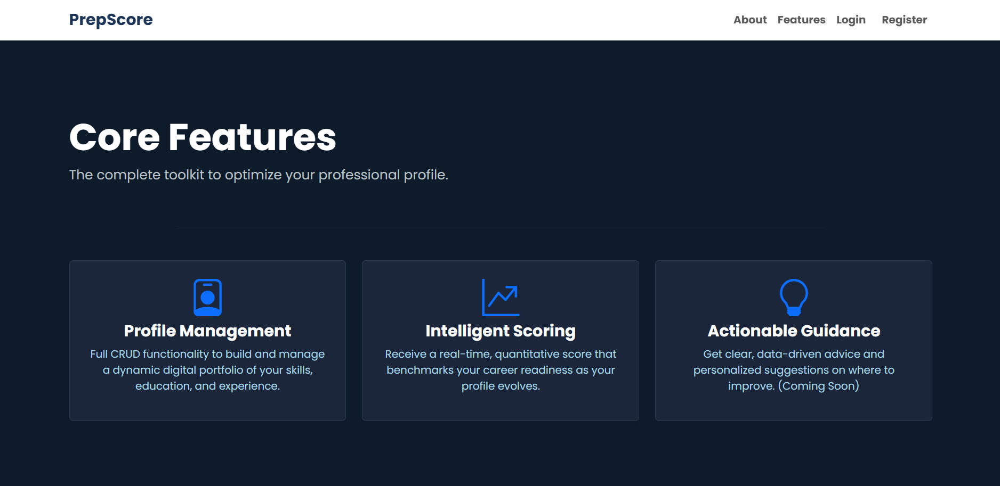 PrepScore
About Features Login Register
Core Features
The complete toolkit to optimize your professional profile.
Profile Management
Full CRUD functionality to build and manage
a dynamic digital portfolio of your skills,
education, and experience.
Intelligent Scoring
Receive a real-time, quantitative score that
benchmarks your career readiness as your
profile evolves.
Actionable Guidance
Get clear, data-driven advice and
personalized suggestions on where to
improve. (Coming Soon)